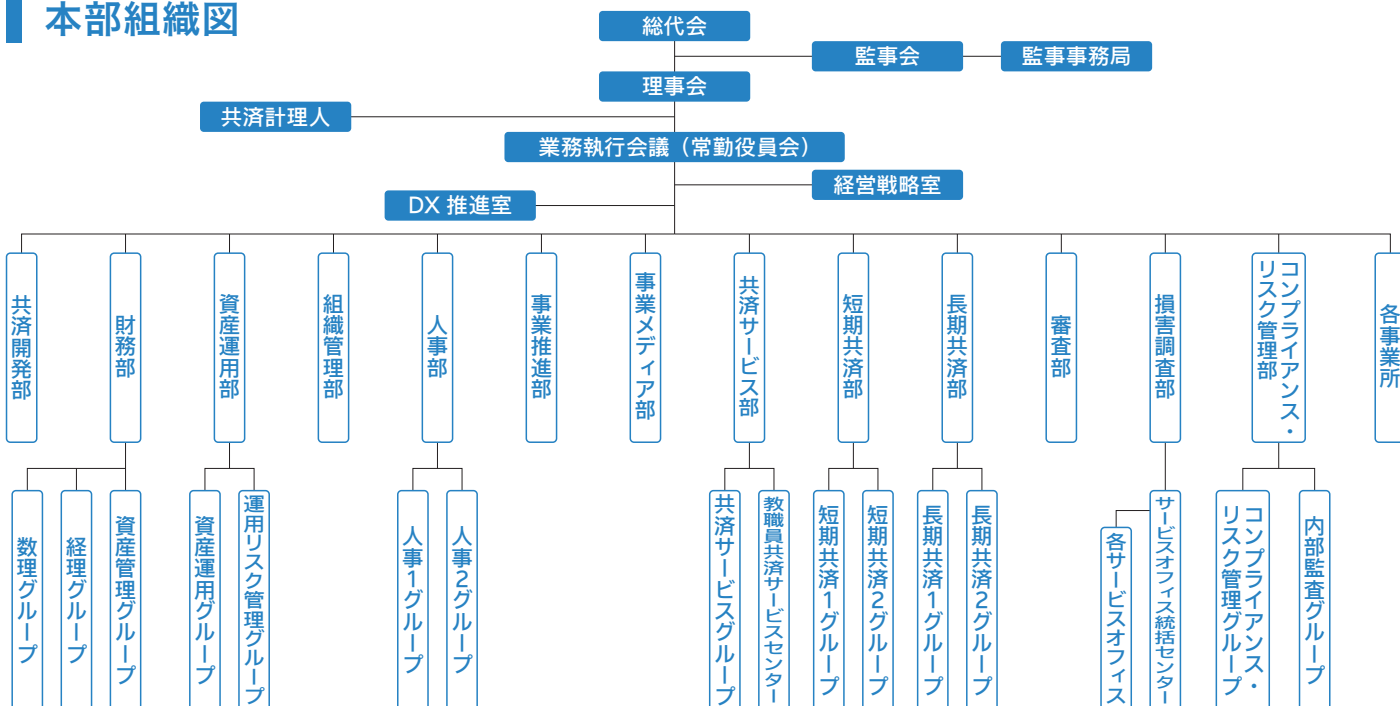 本部組織図
総代会
監事会
監事事務局
理事会
共済計理人
業務執行会議（常勤役員会）
経営戦略室
DX 推進室
共済開発部
財務部
資産運用部
組織管理部
人事部
事業推進部
事業メディア部
共済サービス部
短期共済部
長期共済部
審査部
損害調査部
コンプライアンス・
リスク管理部
各事業所
数理グループ
経理グループ
資産管理グループ
資産運用グループ
運用リスク管理グループ
人事1グループ
人事2グループ
共済サービスグループ
教職員共済サービスセンター
短期共済1グループ
短期共済2グループ
長期共済1グループ
長期共済2グループ
各サービスオフィス
サービスオフィス統括センター
コンプライアンス・
リスク管理グループ
内部監査グループ